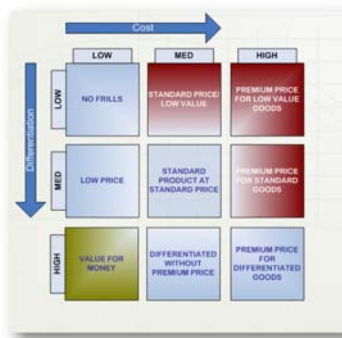 Cost
LOW
MED
HIGH
Differentiation
LOW
NO FRILLS
STANDARD PRICE/
LOW VALUE
PREMIUM PRICE
FOR LOW VALUE
GOODS
MED
LOW PRICE
STANDARD
PRODUCT AT
STANDARD PRICE
PREMIUM PRICE
FOR STANDARD
GOODS
HIGH
VALUE FOR
MONEY
DIFFERENTIATED
WITHOUT
PREMIUM PRICE
PREMIUM PRICE
FOR
DIFFERENTIATED
GOODS